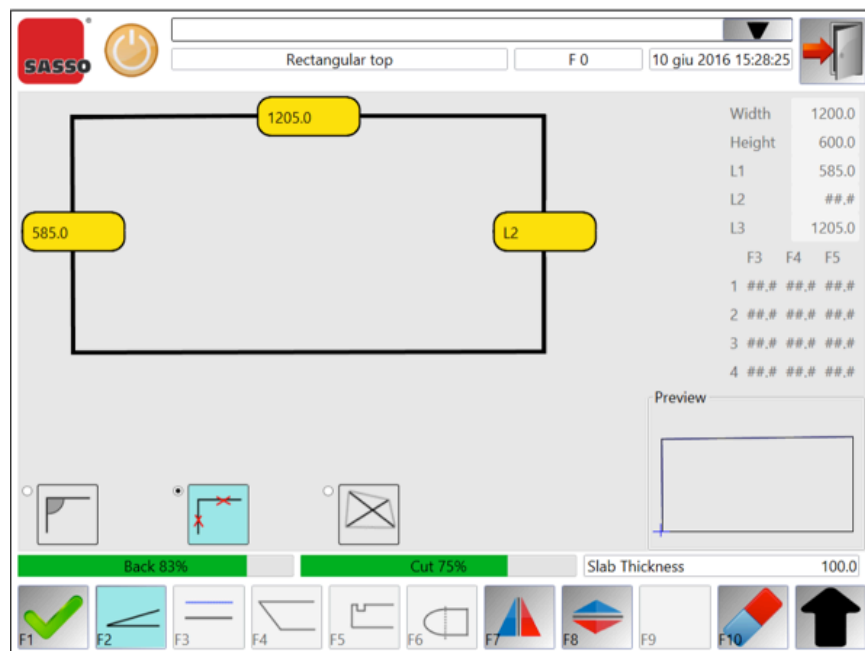 SASSO
Rectangular top
F 0
10 giu 2016 15:28:25
1205.0
585.0
L2
Width 1200.0
Height 600.0
L1 585.0
L2 ##.#
L3 1205.0
F3 F4 F5
1 ##.# ##.# ##.#
2 ##.# ##.# ##.#
3 ##.# ##.# ##.#
4 ##.# ##.# ##.#
Preview
Back 83%
Cut 75%
Slab Thickness 100.0
F1 F2 F3 F4 F5 F6 F7 F8 F9 F10